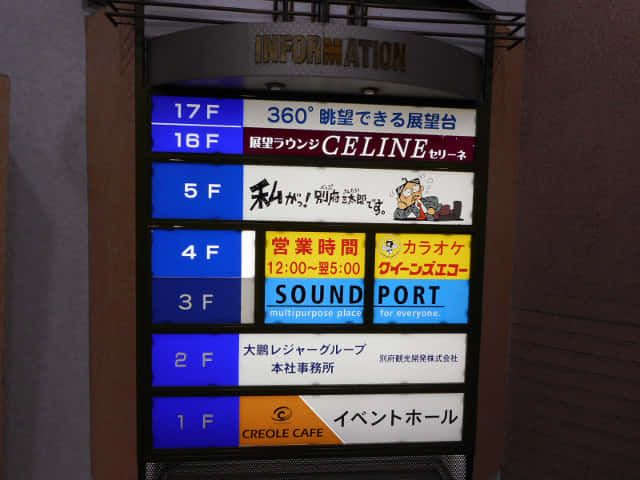 INFORMATION
17F 360°眺望できる展望台
16F 展望ラウンジ CELINE セリーネ
5F 私がっ!別府三太郎です。
4F 営業時間 カラオケ
12:00〜翌5:00 クイーンズエコー
3F SOUND PORT
multipurpose place for everyone.
2F 大鵬レジャーグループ 別府観光開発株式会社
本社事務所
1F CREOLE CAFE イベントホール